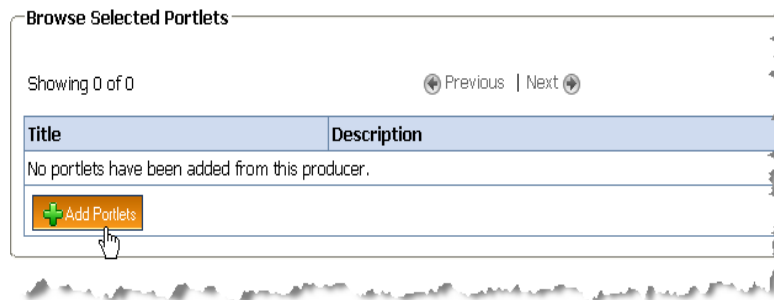 Browse Selected Portlets
Showing 0 of 0 Previous | Next
Title Description
No portlets have been added from this producer.
Add Portlets